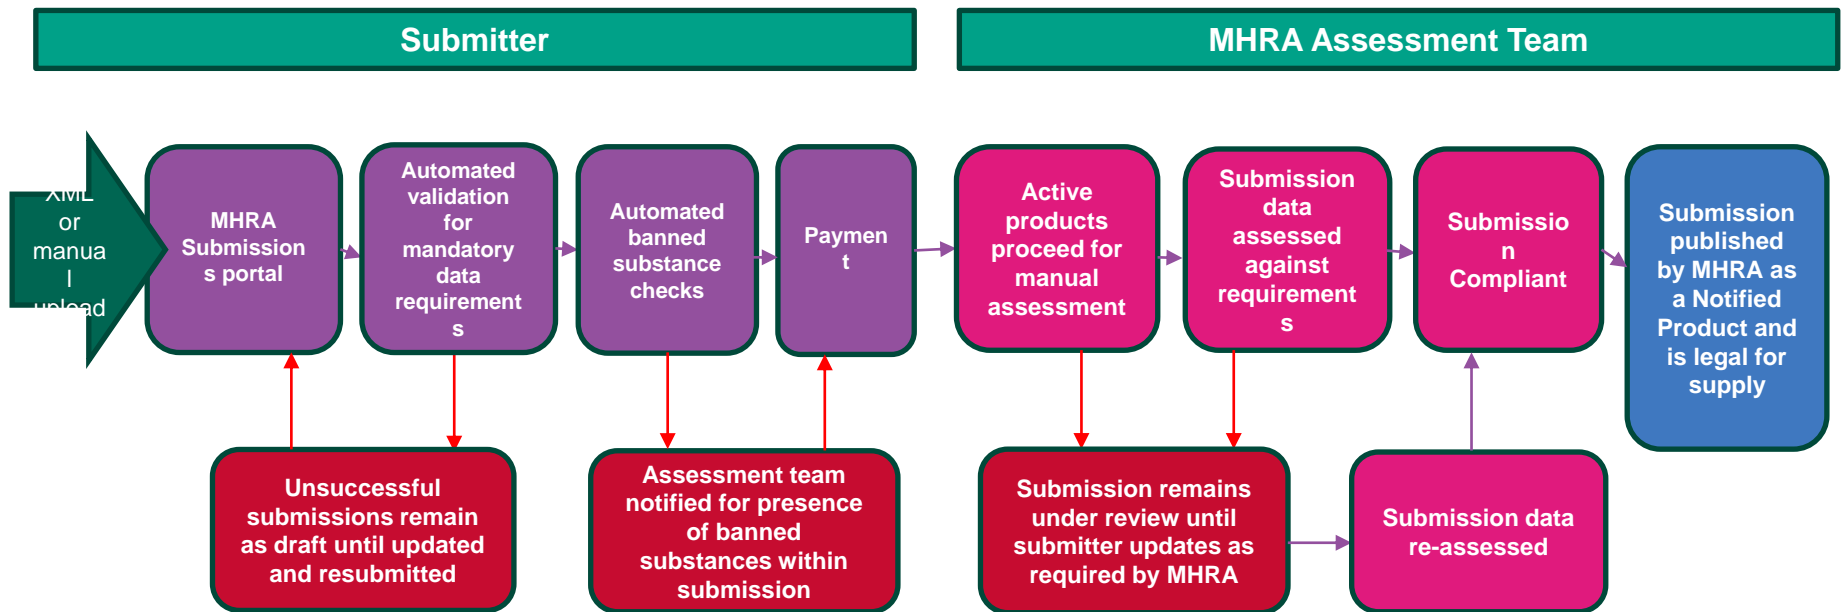 Submitter
MHRA Assessment Team
XML
or
manua
l
upload
MHRA
Submission
s portal
Automated
validation
for
mandatory
data
requirement
s
Automated
banned
substance
checks
Paymen
t
Active
products
proceed for
manual
assessment
Submission
data
assessed
against
requirement
s
Submissio
n
Compliant
Submission
published
by MHRA as
a Notified
Product and
is legal for
supply
Unsuccessful
submissions remain
as draft until updated
and resubmitted
Assessment team
notified for presence
of banned
substances within
submission
Submission remains
under review until
submitter updates as
required by MHRA
Submission data
re-assessed